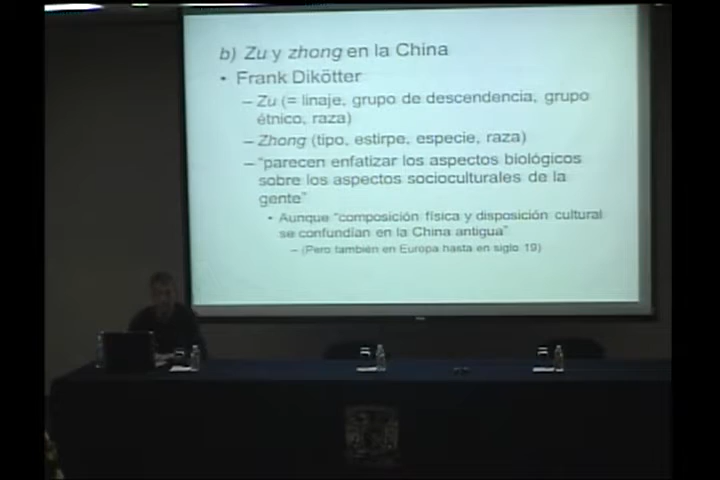 b) Zu y zhong en la China
• Frank Dikötter
– Zu (= linaje, grupo de descendencia, grupo
étnico, raza)
– Zhong (tipo, estirpe, especie, raza)
– "parecen enfatizar los aspectos biológicos
sobre los aspectos socioculturales de la
gente"
• Aunque "composición física y disposición cultural
se confundían en la China antigua"
– (Pero también en Europa hasta en siglo 19)